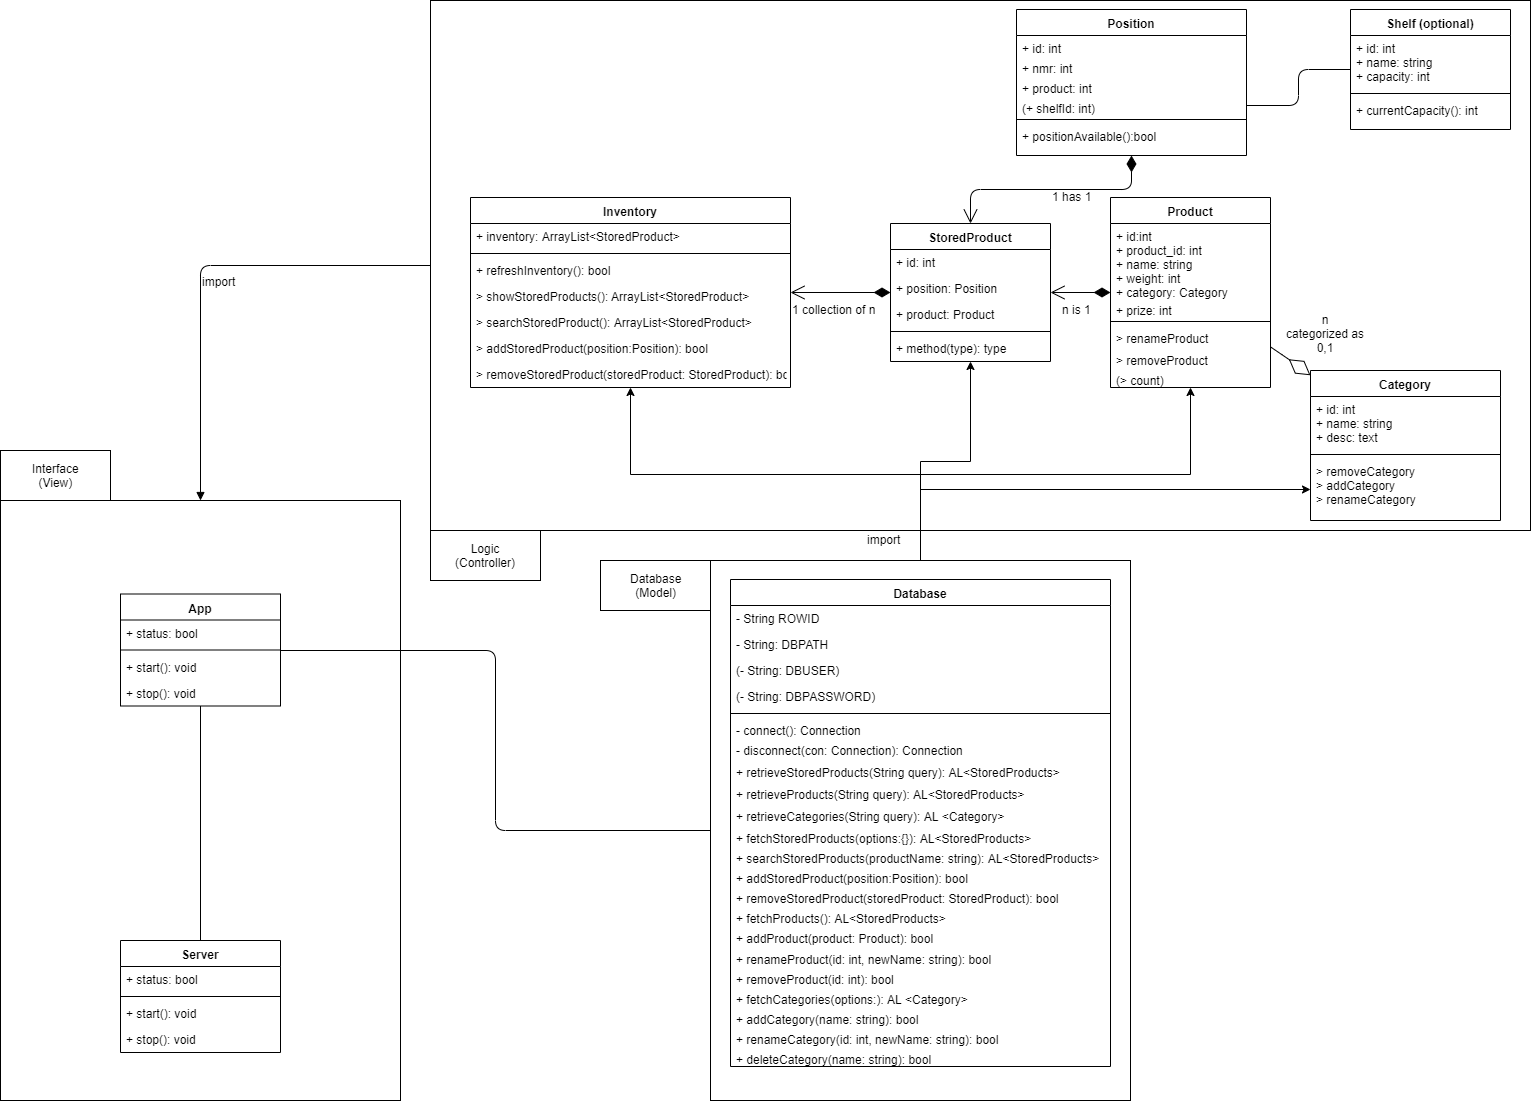 Position
+ id: int
+ nmr: int
+ product: int
(+ shelfId: int)
+ positionAvailable():bool
Shelf (optional)
+ id: int
+ name: string
+ capacity: int
+ currentCapacity(): int
1 has 1
Inventory
+ inventory: ArrayList<StoredProduct>
+ refreshInventory(): bool
> showStoredProducts(): ArrayList<StoredProduct>
> searchStoredProduct(): ArrayList<StoredProduct>
> addStoredProduct(position:Position): bool
> removeStoredProduct(storedProduct: StoredProduct): bo
1 collection of n
StoredProduct
+ id: int
+ position: Position
+ product: Product
+ method(type): type
n is 1
Product
+ id:int
+ product_id: int
+ name: string
+ weight: int
+ category: Category
+ prize: int
> renameProduct
> removeProduct
(> count)
n
categorized as
0,1
Category
+ id: int
+ name: string
+ desc: text
> removeCategory
> addCategory
> renameCategory
import
Interface
(View)
Logic
(Controller)
import
App
+ status: bool
+ start(): void
+ stop(): void
Server
+ status: bool
+ start(): void
+ stop(): void
Database
(Model)
Database
- String ROWID
- String: DBPATH
(- String: DBUSER)
(- String: DBPASSWORD)
- connect(): Connection
- disconnect(con: Connection): Connection
+ retrieveStoredProducts(String query): AL<StoredProducts>
+ retrieveProducts(String query): AL<StoredProducts>
+ retrieveCategories(String query): AL <Category>
+ fetchStoredProducts(options:{}): AL<StoredProducts>
+ searchStoredProducts(productName: string): AL<StoredProducts>
+ addStoredProduct(position:Position): bool
+ removeStoredProduct(storedProduct: StoredProduct): bool
+ fetchProducts(): AL<StoredProducts>
+ addProduct(product: Product): bool
+ renameProduct(id: int, newName: string): bool
+ removeProduct(id: int): bool
+ fetchCategories(options:): AL <Category>
+ addCategory(name: string): bool
+ renameCategory(id: int, newName: string): bool
+ deleteCategory(name: string): bool